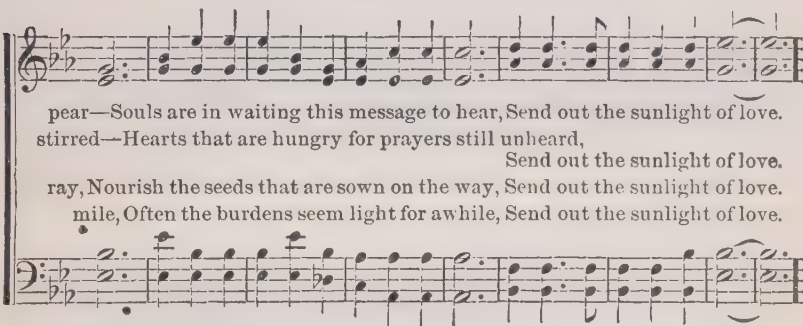 pear—Souls are in waiting this message to hear, Send out the sunlight of love.
stirred—Hearts that are hungry for prayers still unheard,
Send out the sunlight of love.
ray, Nourish the seeds that are sown on the way, Send out the sunlight of love.
mile, Often the burdens seem light for awhile, Send out the sunlight of love.